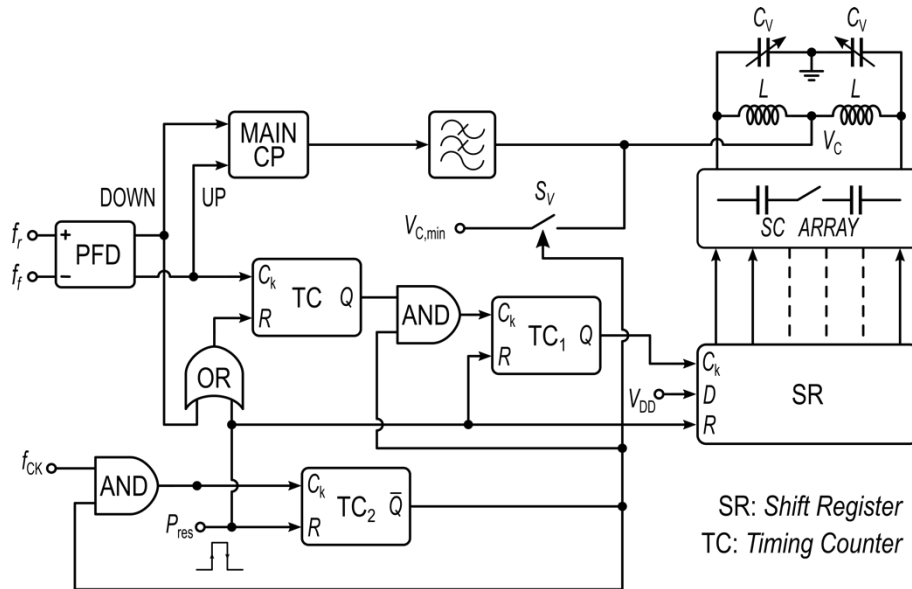 C_V C_V
L L
MAIN CP
V_C
DOWN UP
S_V
V_C,min
SC ARRAY
f_r + PFD
f_f −
C_k TC Q
R
AND
C_k TC_1 Q
R
OR
C_k
V_DD D SR
R
f_CK
AND
C_k TC_2 Q̅
P_res R
SR: Shift Register
TC: Timing Counter